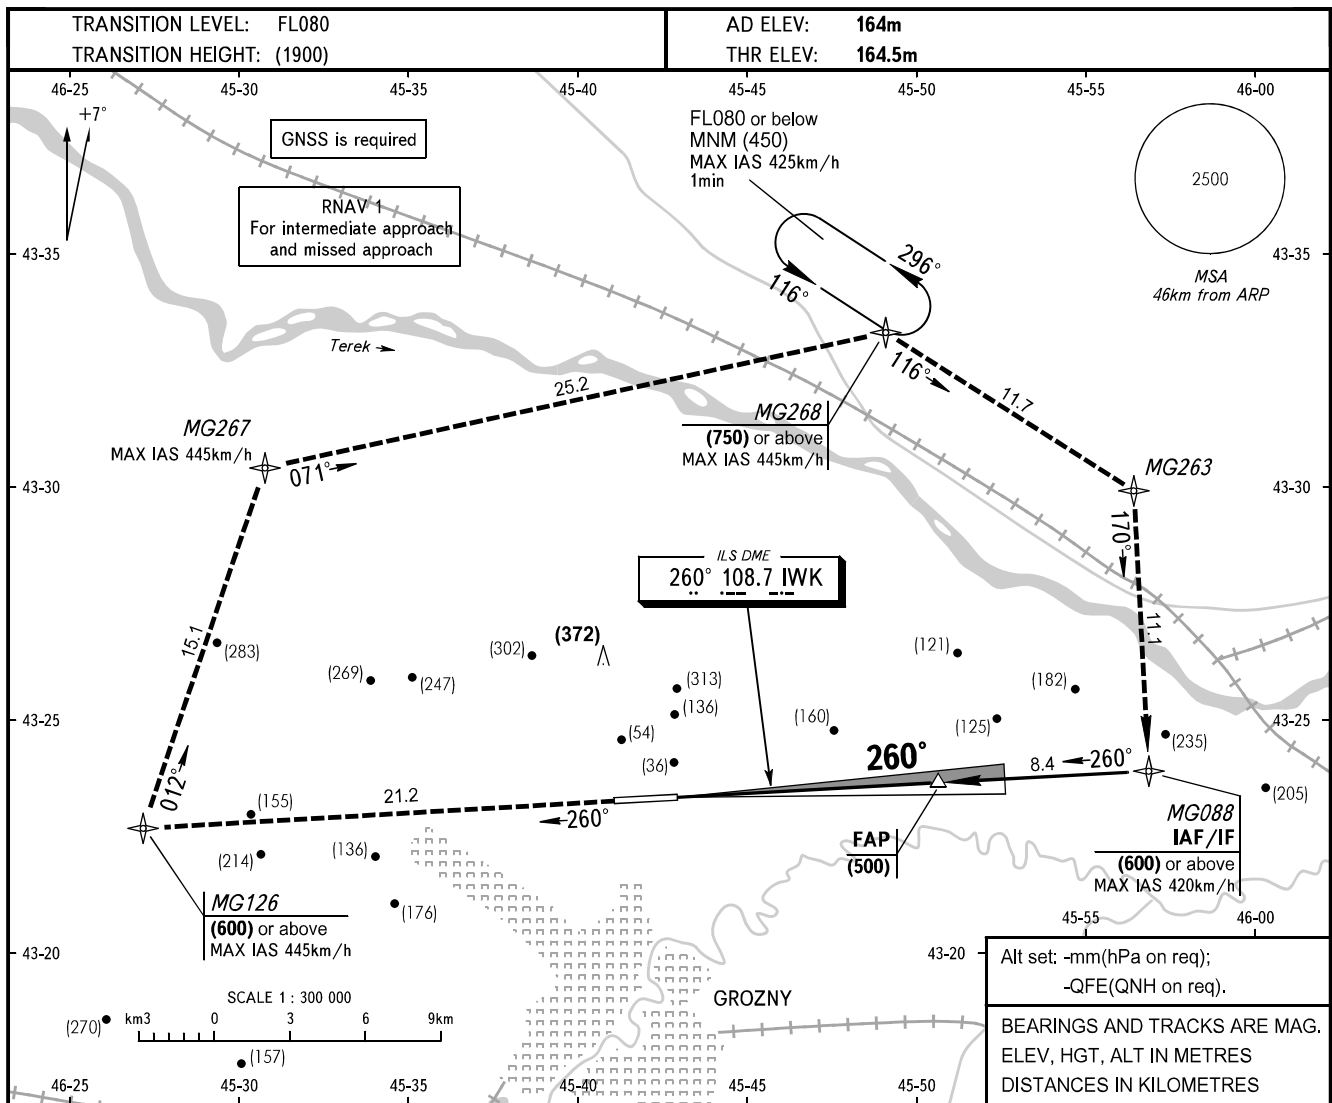 TRANSITION LEVEL: FL080
TRANSITION HEIGHT: (1900)
AD ELEV: 164m
THR ELEV: 164.5m
46-25 45-30 45-35 45-40 45-45 45-50 45-55 46-00
+7°
GNSS is required
RNAV 1
For intermediate approach
and missed approach
FL080 or below
MNM (450)
MAX IAS 425km/h
1min
2500
MSA
46km from ARP
43-35
43-35
296°
116°
Terek
25.2
116°
11.7
MG268
(750) or above
MAX IAS 445km/h
MG267
MAX IAS 445km/h
071°
MG263
43-30
43-30
170°
ILS DME
260° 108.7 IWK
15.1
11.1
(283)
(269)
(247)
(302)
(372)
(313)
(136)
(54)
(36)
(160)
(121)
(125)
(182)
(235)
(205)
43-25
43-25
260°
8.4
260°
012°
(155)
21.2
260°
(214)
(136)
(176)
FAP
(500)
MG088
IAF/IF
(600) or above
MAX IAS 420km/h
MG126
(600) or above
MAX IAS 445km/h
45-55 46-00
43-20
43-20
GROZNY
SCALE 1 : 300 000
km3 0 3 6 9km
(270)
(157)
Alt set: -mm(hPa on req);
-QFE(QNH on req).
BEARINGS AND TRACKS ARE MAG.
ELEV, HGT, ALT IN METRES
DISTANCES IN KILOMETRES
46-25 45-30 45-35 45-40 45-45 45-50